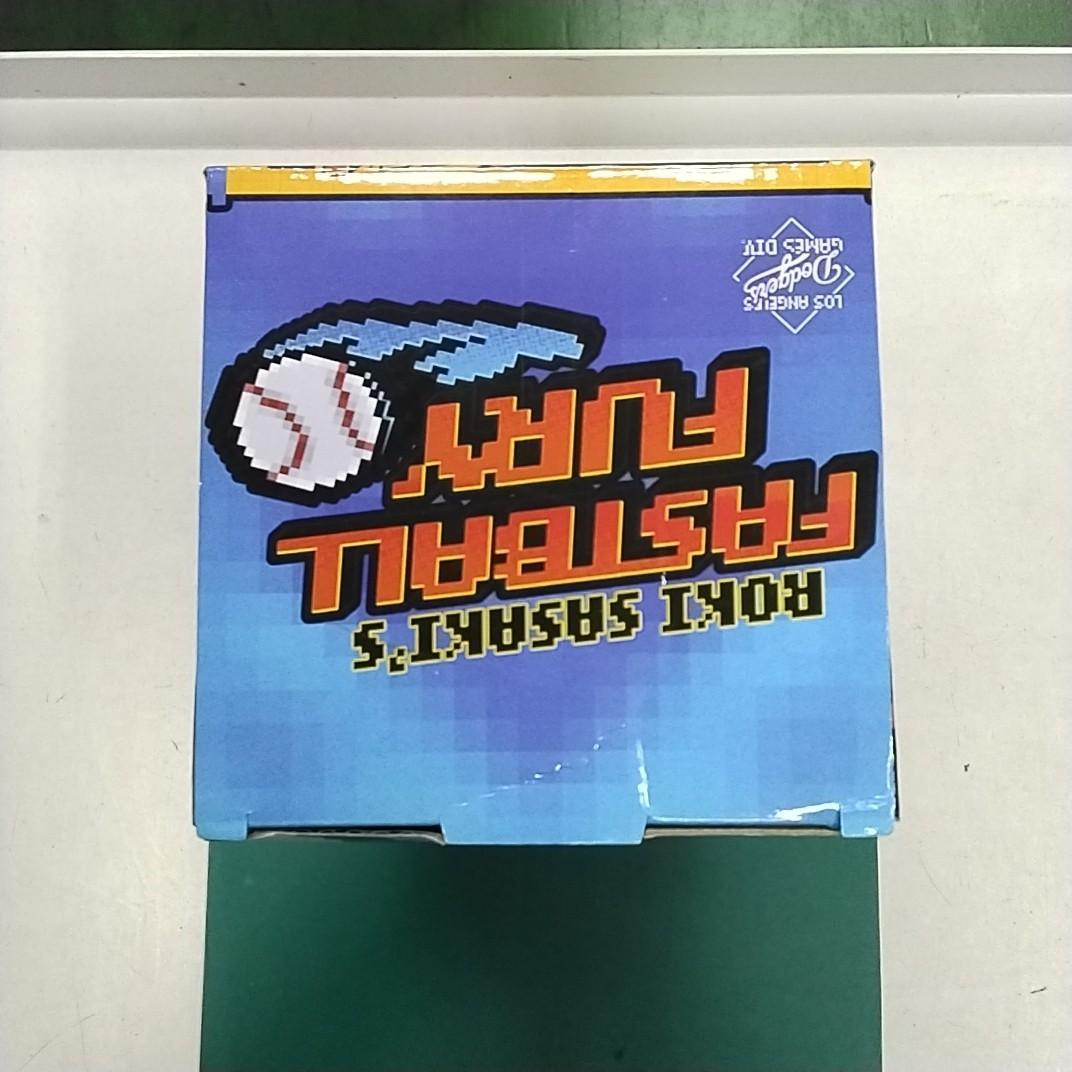 ROKI SASAKI'S
FASTBALL
FURY
LOS ANGELES
Dodgers
GAMES DIV.